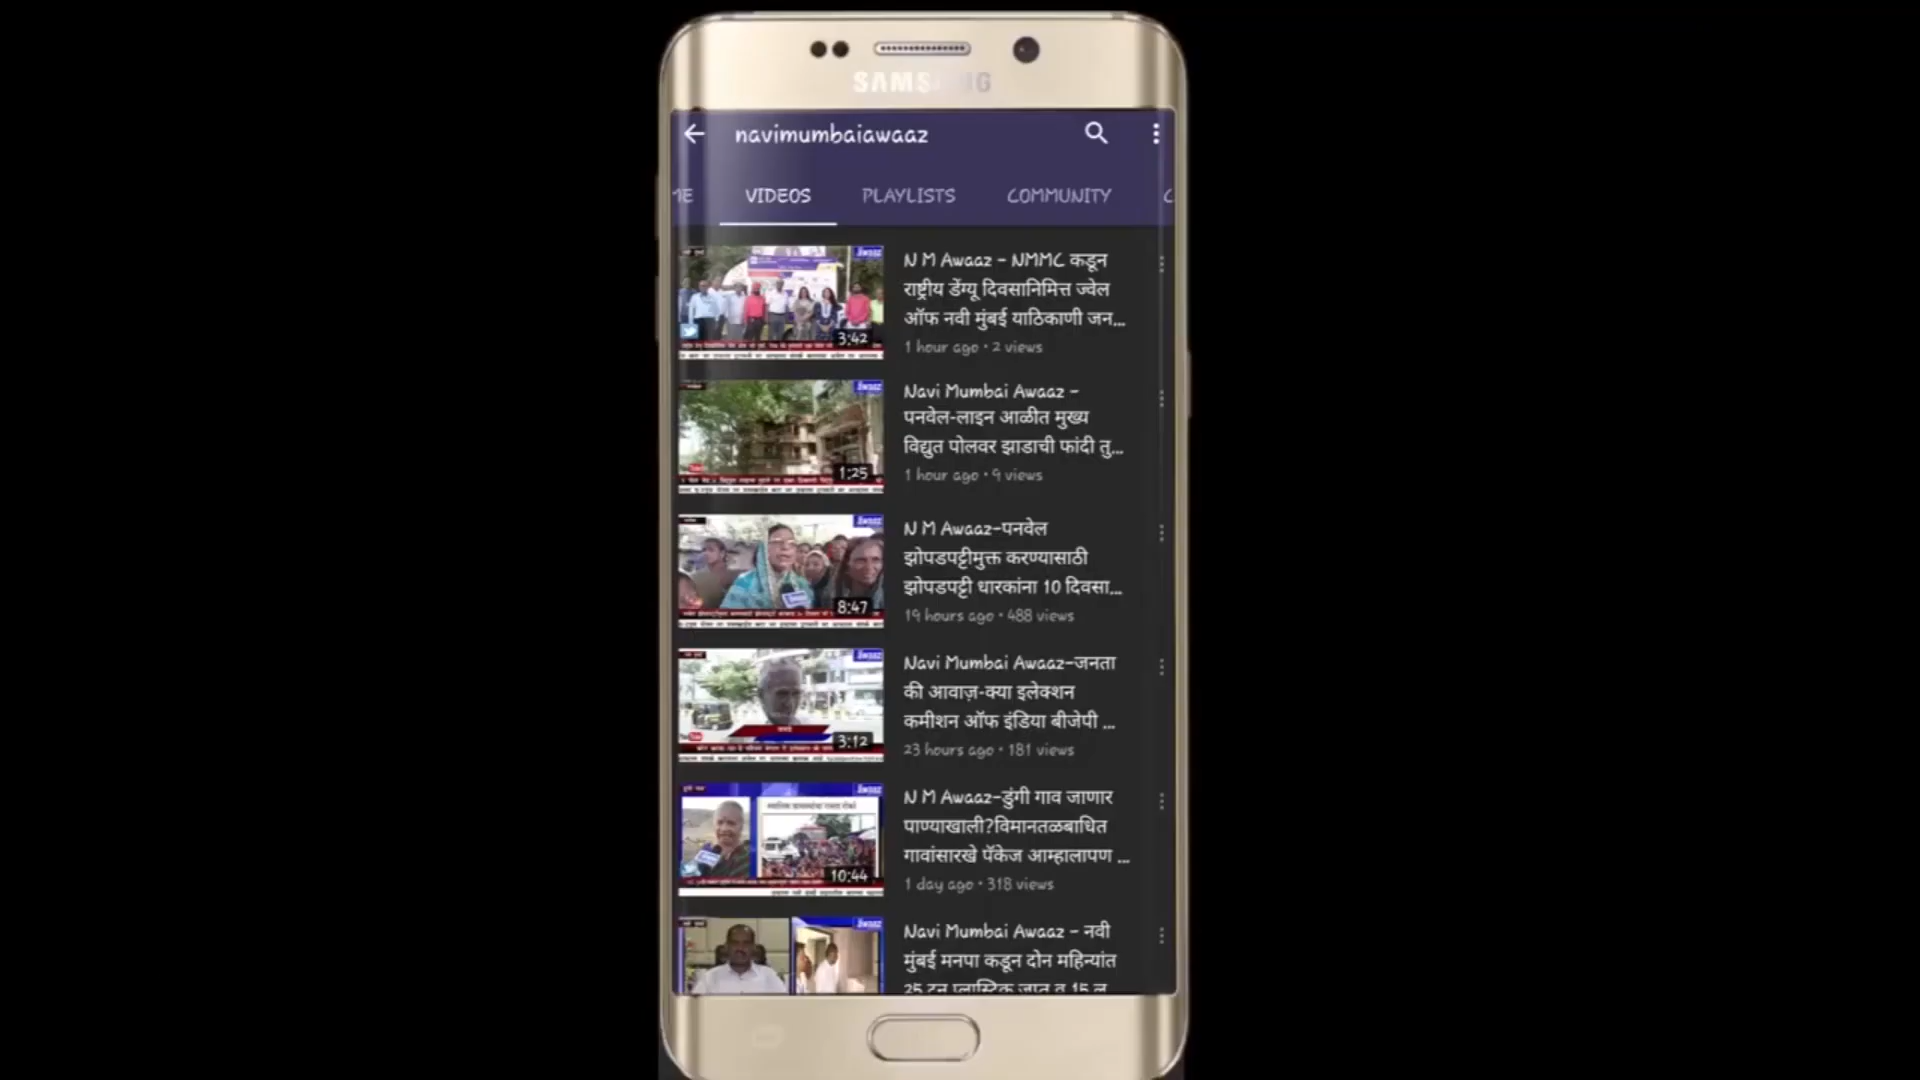 SAMSUNG
navimumbaiawaaz
VIDEOS
PLAYLISTS
COMMUNITY
N M Awaaz - NMMC कडून
राष्ट्रीय डेंग्यू दिवसानिमित्त ज्वेल
ऑफ नवी मुंबई याठिकाणी जन...
1 hour ago • 2 views
3:42
Navi Mumbai Awaaz -
पनवेल-लाइन आळीत मुख्य
विद्युत पोलवर झाडाची फांदी तु...
1 hour ago • 9 views
1:25
N M Awaaz-पनवेल
झोपडपट्टीमुक्त करण्यासाठी
झोपडपट्टी धारकांना 10 दिवसा...
19 hours ago • 488 views
8:47
Navi Mumbai Awaaz-जनता
की आवाज़-क्या इलेक्शन
कमीशन ऑफ इंडिया बीजेपी ...
23 hours ago • 181 views
3:12
N M Awaaz-डुंगी गाव जाणार
पाण्याखाली?विमानतळबाधित
गावांसारखे पॅकेज आम्हालापण ...
1 day ago • 318 views
10:44
Navi Mumbai Awaaz - नवी
मुंबई मनपा कडून दोन महिन्यांत
25 टन प्लास्टिक जप्त व 15 ल